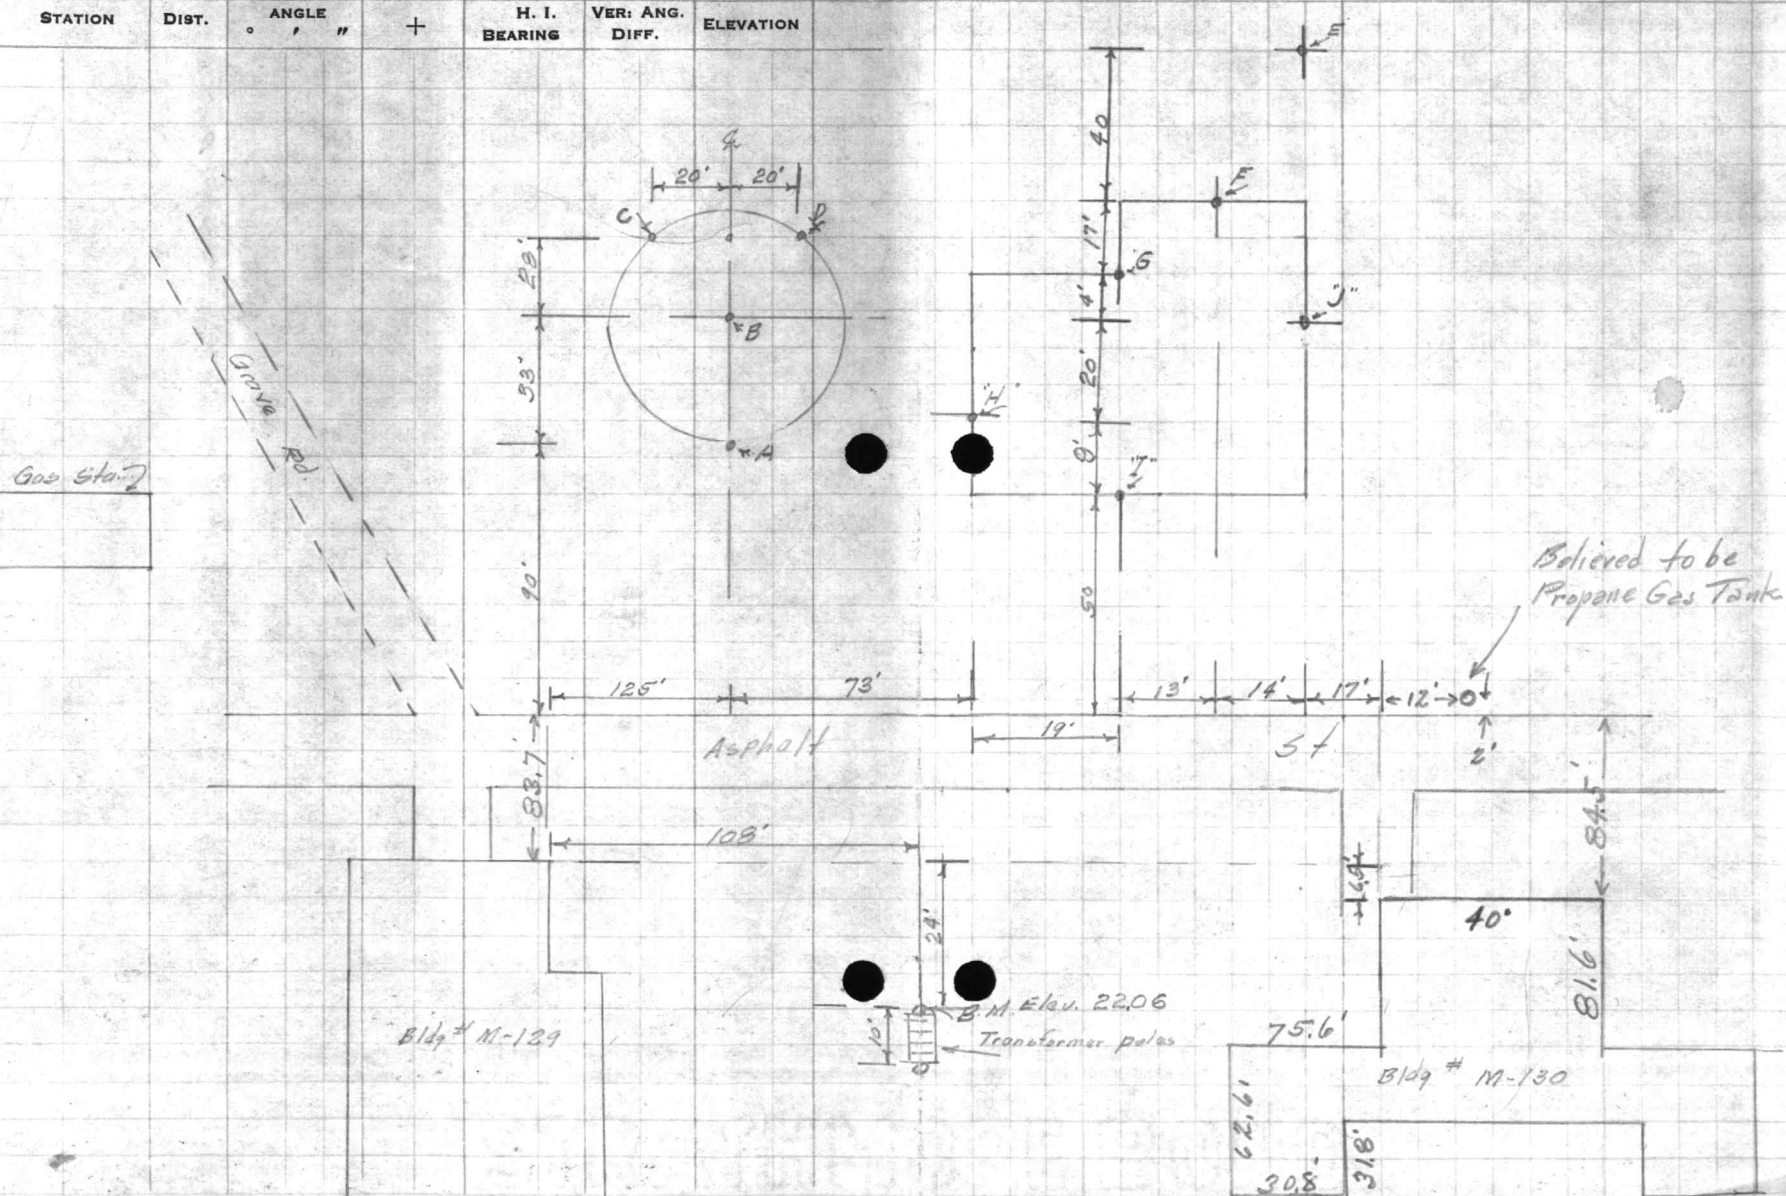 STATION DIST. ANGLE ° ' " + H. I. BEARING VER: ANG. DIFF. ELEVATION
E
40
℄
20' 20'
F
C D
17'
28'
G
4'
"J"
B
33'
20'
Grave Rd.
"H"
A
9'
"I"
Gas Sta.
90'
50
Believed to be
Propane Gas Tank
125' 73' 13' 14' 17' 12'
19'
Asphalt St
2'
83.7'
84.5'
108'
6.9'
24'
40'
81.6'
B.M. Elev. 22.06
10'
Transformer poles
75.6'
Bldg # M-129
Bldg # M-130
62.6'
31.8'
30.8